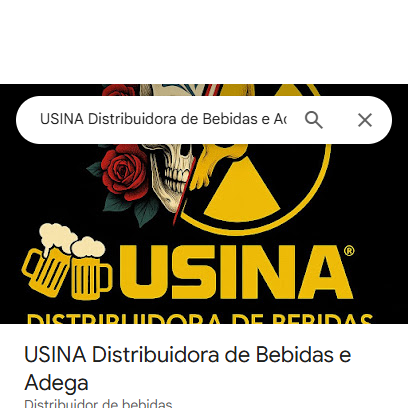 USINA Distribuidora de Bebidas e Ad
USINA®
DISTRIBUIDORA DE BEBIDAS
USINA Distribuidora de Bebidas e
Adega
Distribuidor de bebidas